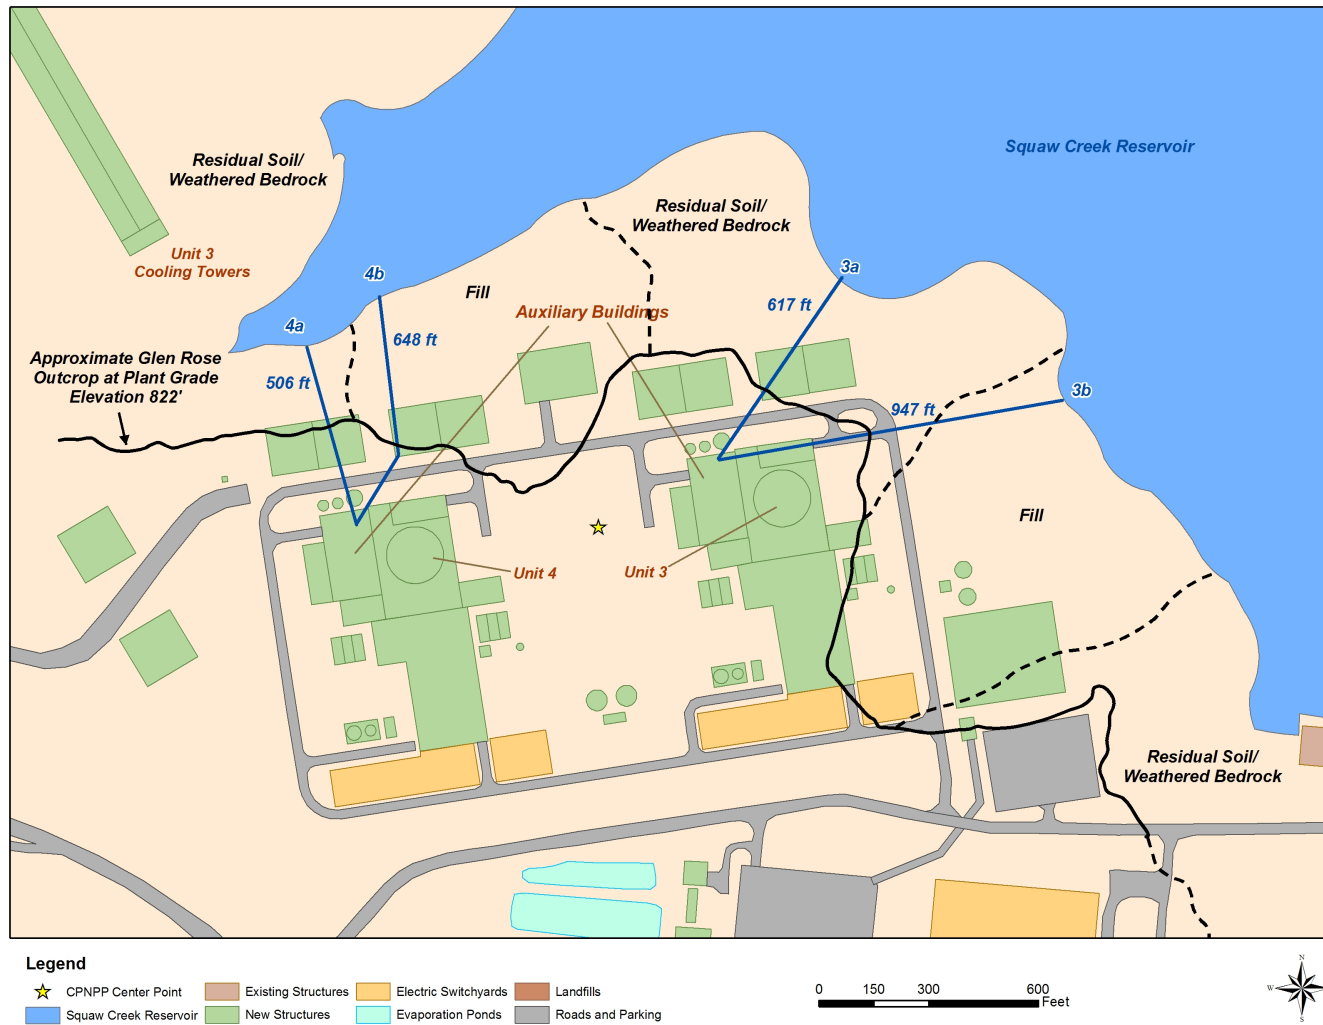 Squaw Creek Reservoir
Residual Soil/
Weathered Bedrock
Residual Soil/
Weathered Bedrock
Unit 3
Cooling Towers
4b
3a
Fill
617 ft
Auxiliary Buildings
4a
648 ft
Approximate Glen Rose
Outcrop at Plant Grade
Elevation 822'
506 ft
3b
947 ft
Fill
Unit 4
Unit 3
Residual Soil/
Weathered Bedrock
Legend
CPNPP Center Point
Existing Structures
Electric Switchyards
Landfills
Squaw Creek Reservoir
New Structures
Evaporation Ponds
Roads and Parking
0 150 300 600
Feet
N
W
S